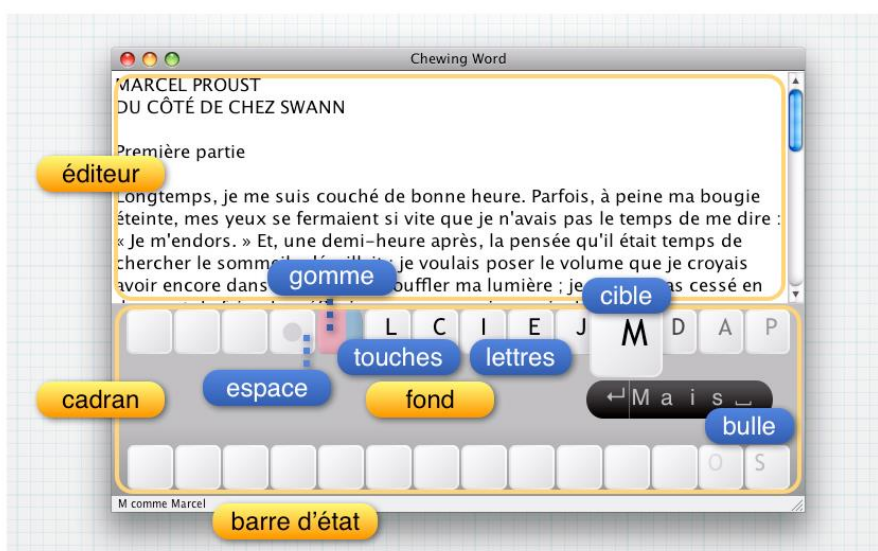 Chewing Word
MARCEL PROUST
DU CÔTÉ DE CHEZ SWANN
Première partie
éditeur
Longtemps, je me suis couché de bonne heure. Parfois, à peine ma bougie
éteinte, mes yeux se fermaient si vite que je n'avais pas le temps de me dire :
« Je m'endors. » Et, une demi-heure après, la pensée qu'il était temps de
chercher le je voulais poser le volume que je croyais
avoir encore dans ma lumière ; cessé en
gomme
cible
L C I E J M D A P
touches
lettres
espace
cadran
fond
↵Mais⎵
bulle
O S
M comme Marcel
barre d'état